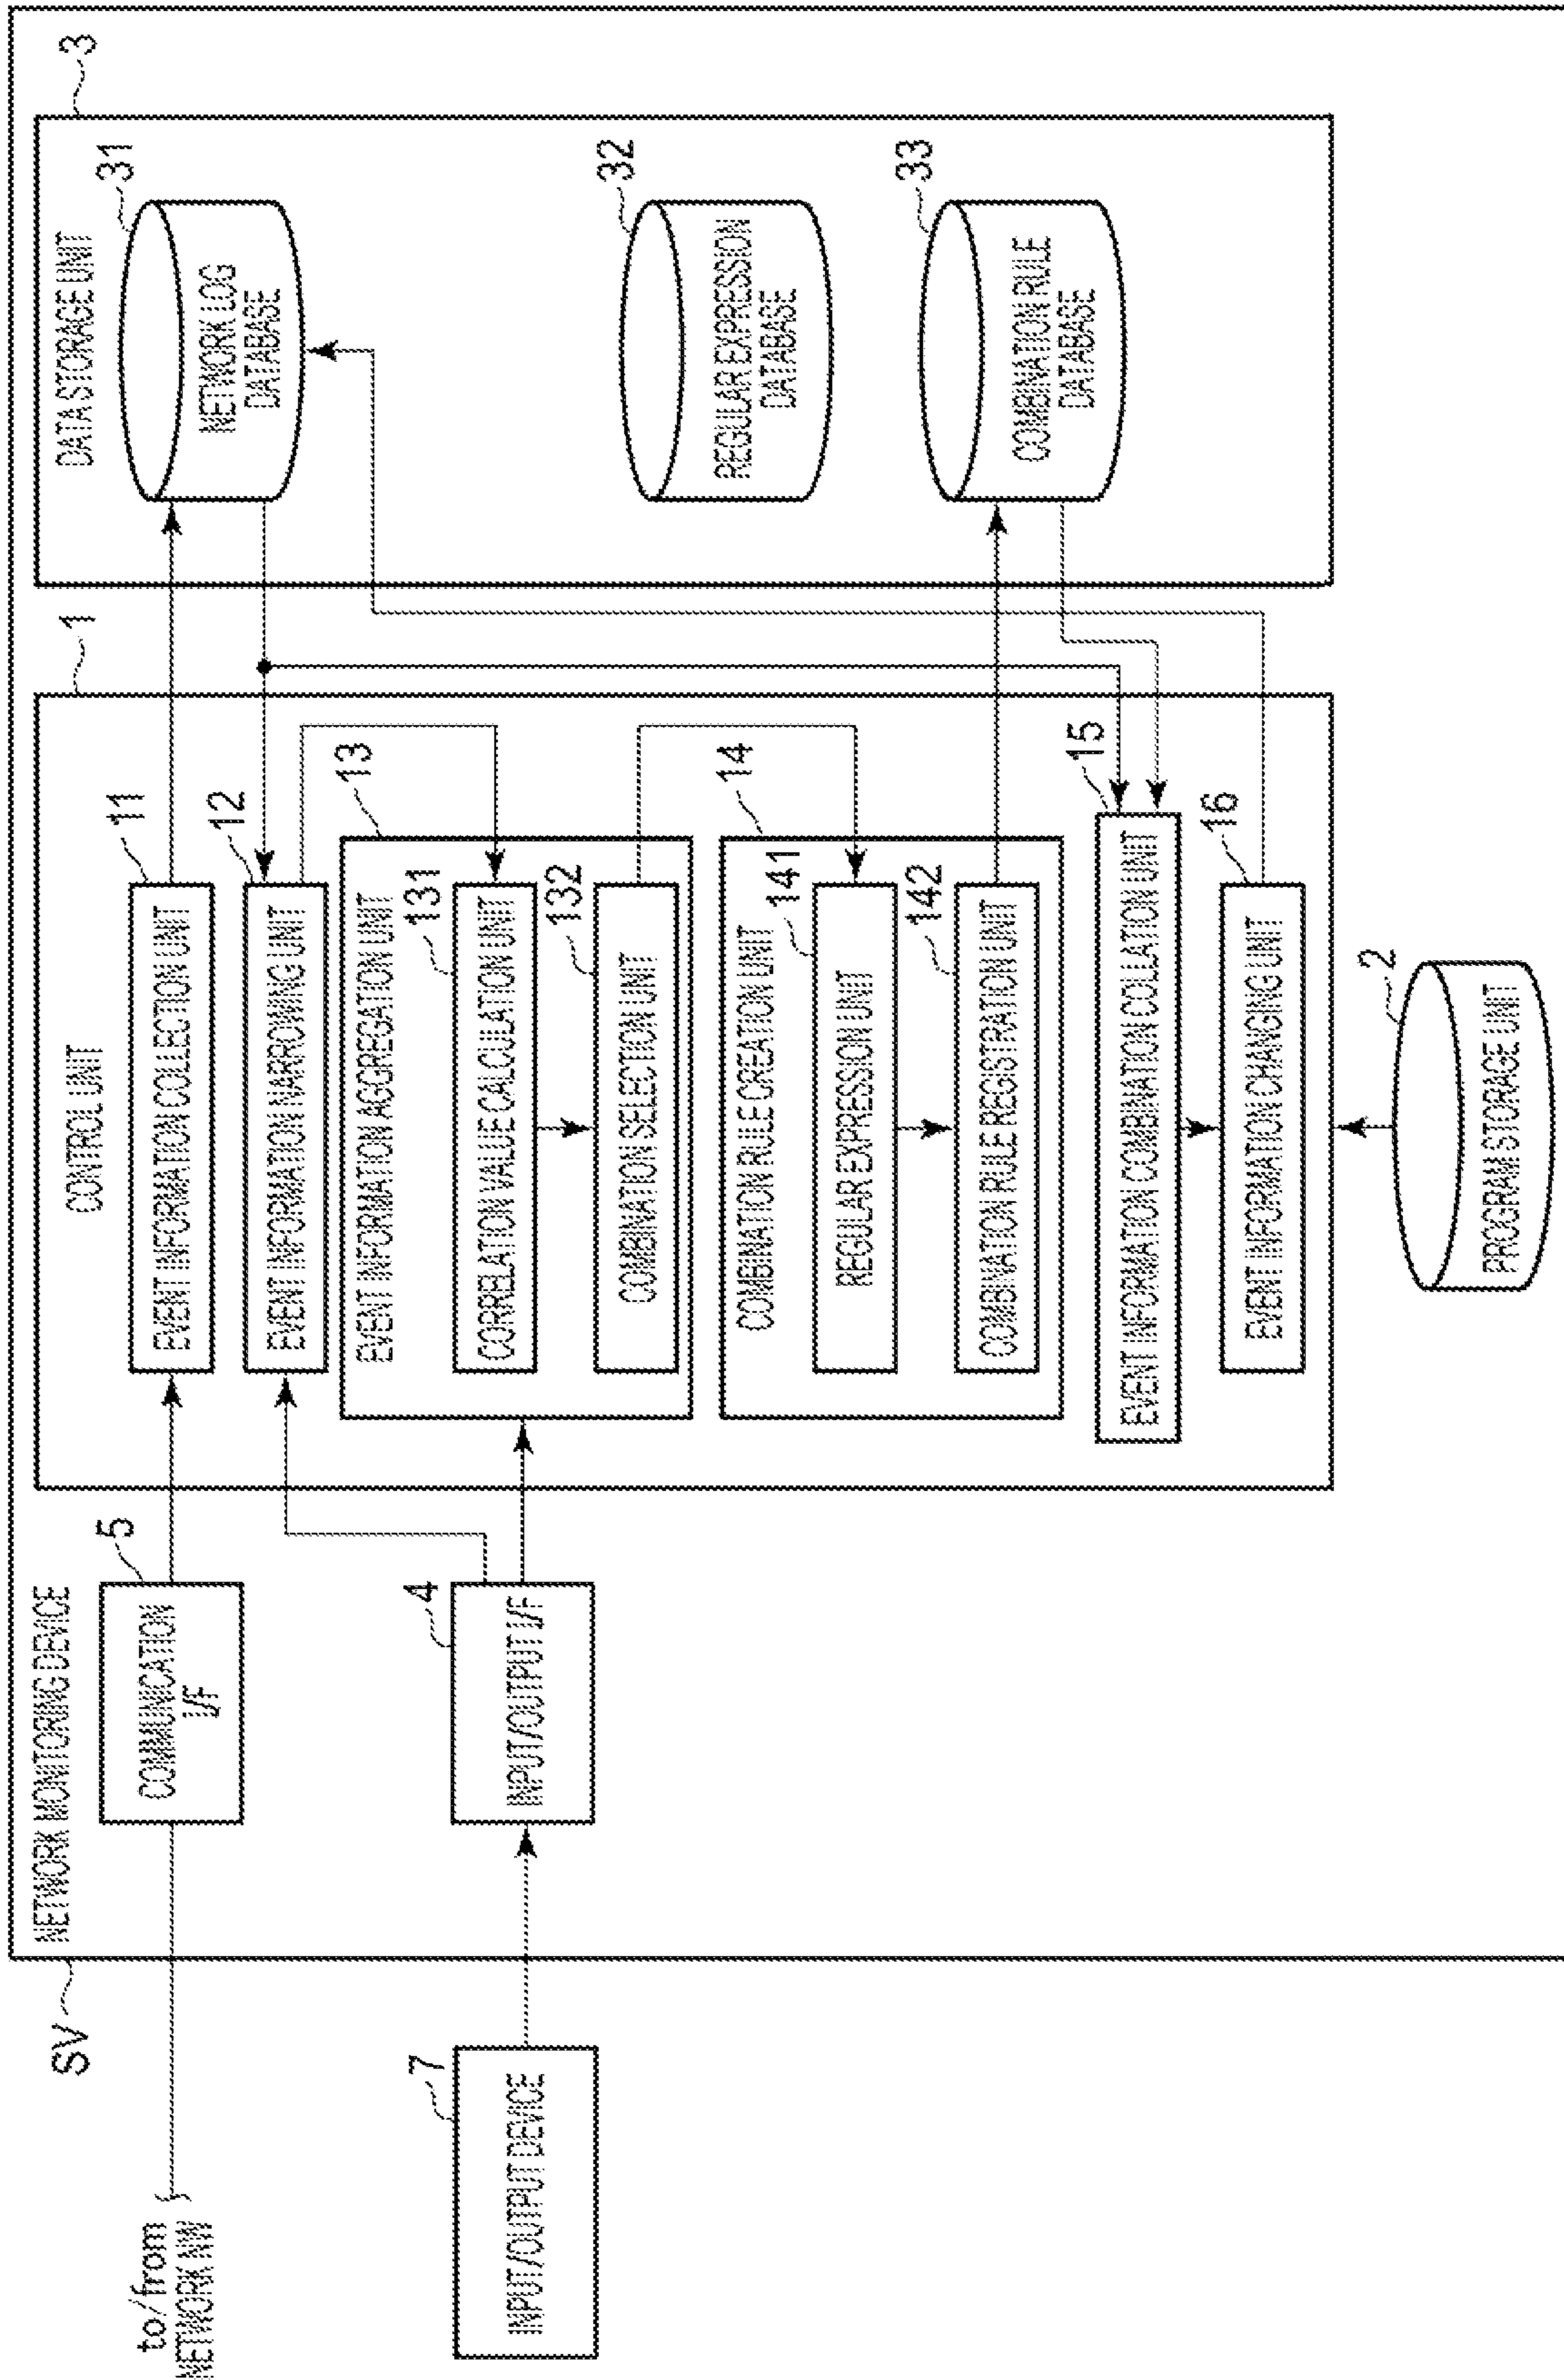 to/from
NETWORK NW
SV
NETWORK MONITORING DEVICE
COMMUNICATION
I/F
5
INPUT/OUTPUT DEVICE
7
INPUT/OUTPUT I/F
4
CONTROL UNIT
1
EVENT INFORMATION COLLECTION UNIT
11
EVENT INFORMATION NARROWING UNIT
12
EVENT INFORMATION AGGREGATION UNIT
13
CORRELATION VALUE CALCULATION UNIT
131
COMBINATION SELECTION UNIT
132
COMBINATION RULE CREATION UNIT
14
REGULAR EXPRESSION UNIT
141
COMBINATION RULE REGISTRATION UNIT
142
EVENT INFORMATION COMBINATION COLLATION UNIT
15
EVENT INFORMATION CHANGING UNIT
16
PROGRAM STORAGE UNIT
2
DATA STORAGE UNIT
3
NETWORK LOG
DATABASE
31
REGULAR EXPRESSION
DATABASE
32
COMBINATION RULE
DATABASE
33